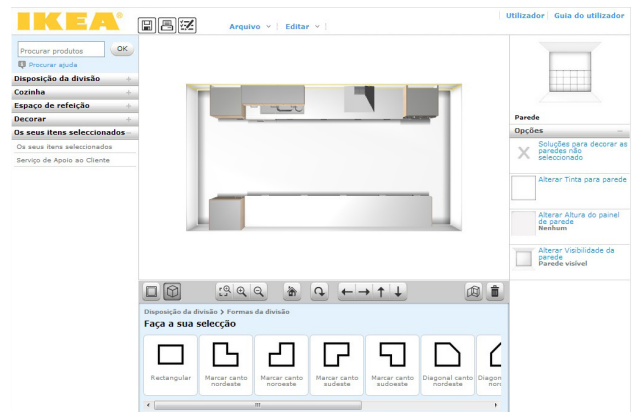 IKEA
Arquivo
Editar
Utilizador
Guia do utilizador
Procurar produtos
OK
Procurar ajuda
Disposição da divisão
Cozinha
Espaço de refeição
Decorar
Os seus itens seleccionados
Os seus itens seleccionados
Serviço de Apoio ao Cliente
Parede
Opções
Soluções para decorar as
paredes não
seleccionado
Alterar Tinta para parede
Alterar Altura do painel
de parede
Nenhum
Alterar Visibilidade da
parede
Parede visível
Disposição da divisão > Formas da divisão
Faça a sua selecção
Rectangular
Marcar canto
nordeste
Marcar canto
noroeste
Marcar canto
sudeste
Marcar canto
sudoeste
Diagonal canto
nordeste
Diagon
nor